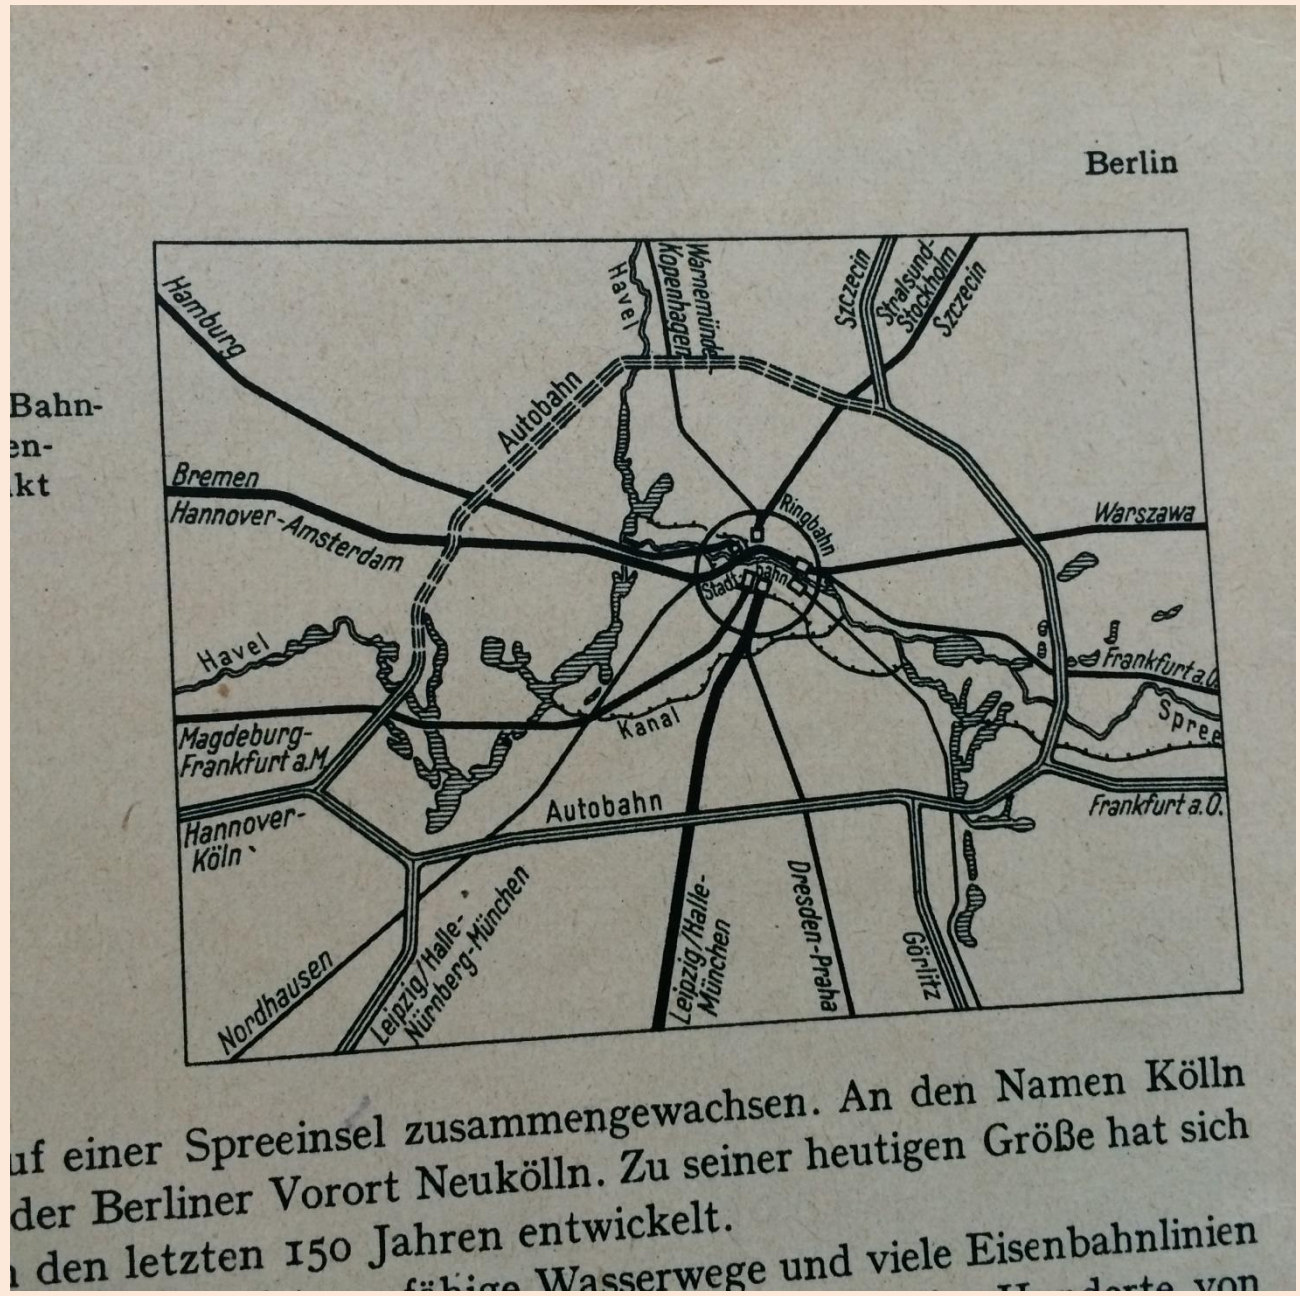 Berlin
Bahn-
en-
kt
Hamburg
Havel
Kopenhagen
Warnemünde
Szczecin
Stralsund-
Stockholm
Szczecin
Autobahn
Bremen
Hannover-Amsterdam
Ringbahn
Stadt-
bahn
Warszawa
Havel
Frankfurt a.O.
Spree
Magdeburg-
Frankfurt a.M.
Kanal
Hannover-
Köln
Autobahn
Frankfurt a.O.
Nordhausen
Leipzig/Halle-
Nürnberg-München
Leipzig/Halle-
München
Dresden-Praha
Görlitz
uf einer Spreeinsel zusammengewachsen. An den Namen Kölln
der Berliner Vorort Neukölln. Zu seiner heutigen Größe hat sich
den letzten 150 Jahren entwickelt.
Wasserwege und viele Eisenbahnlinien
von